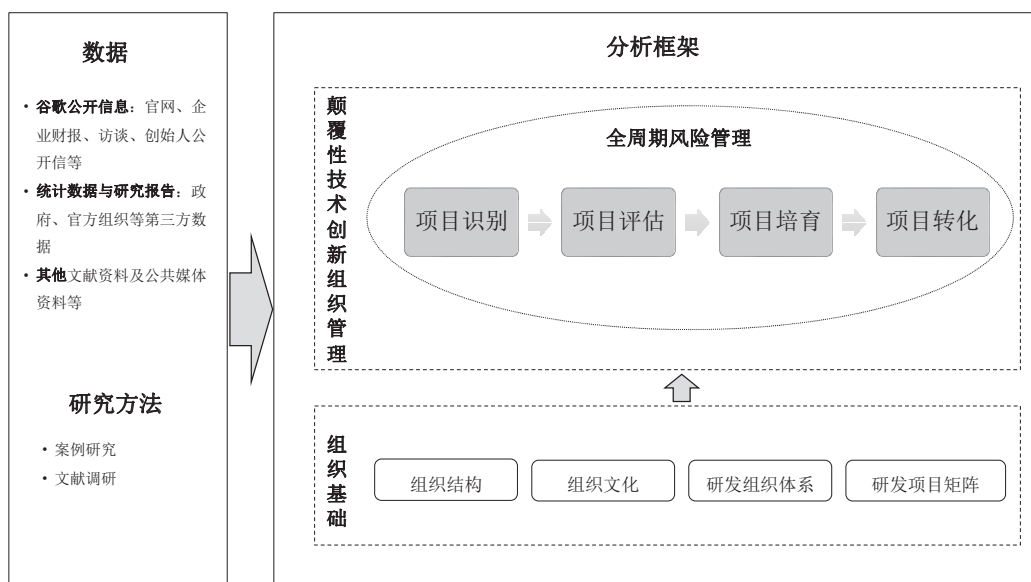 数据
• 谷歌公开信息：官网、企
业财报、访谈、创始人公
开信等
• 统计数据与研究报告：政
府、官方组织等第三方数
据
• 其他文献资料及公共媒体
资料等
研究方法
• 案例研究
• 文献调研
分析框架
颠覆性技术创新组织管理
全周期风险管理
项目识别
项目评估
项目培育
项目转化
组织基础
组织结构
组织文化
研发组织体系
研发项目矩阵